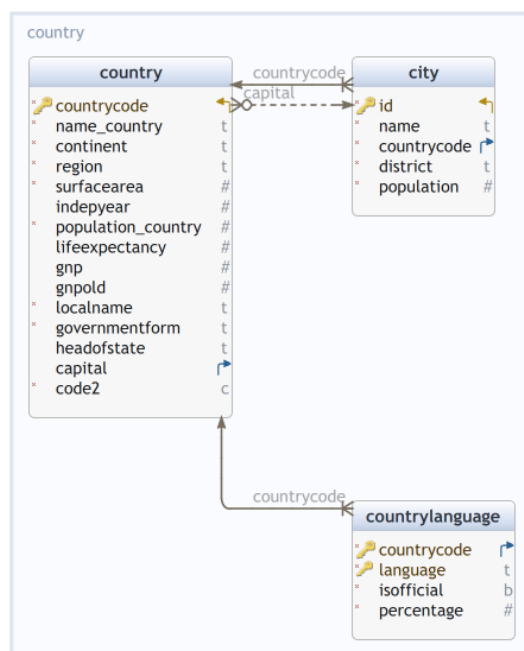 country
country
countrycode
name_country t
continent t
region t
surfacearea #
indepyear #
population_country #
lifeexpectancy #
gnp #
gnpold #
localname t
governmentform t
headofstate t
capital
code2 c
countrycode
capital
city
id
name t
countrycode
district t
population #
countrycode
countrylanguage
countrycode
language t
isofficial b
percentage #